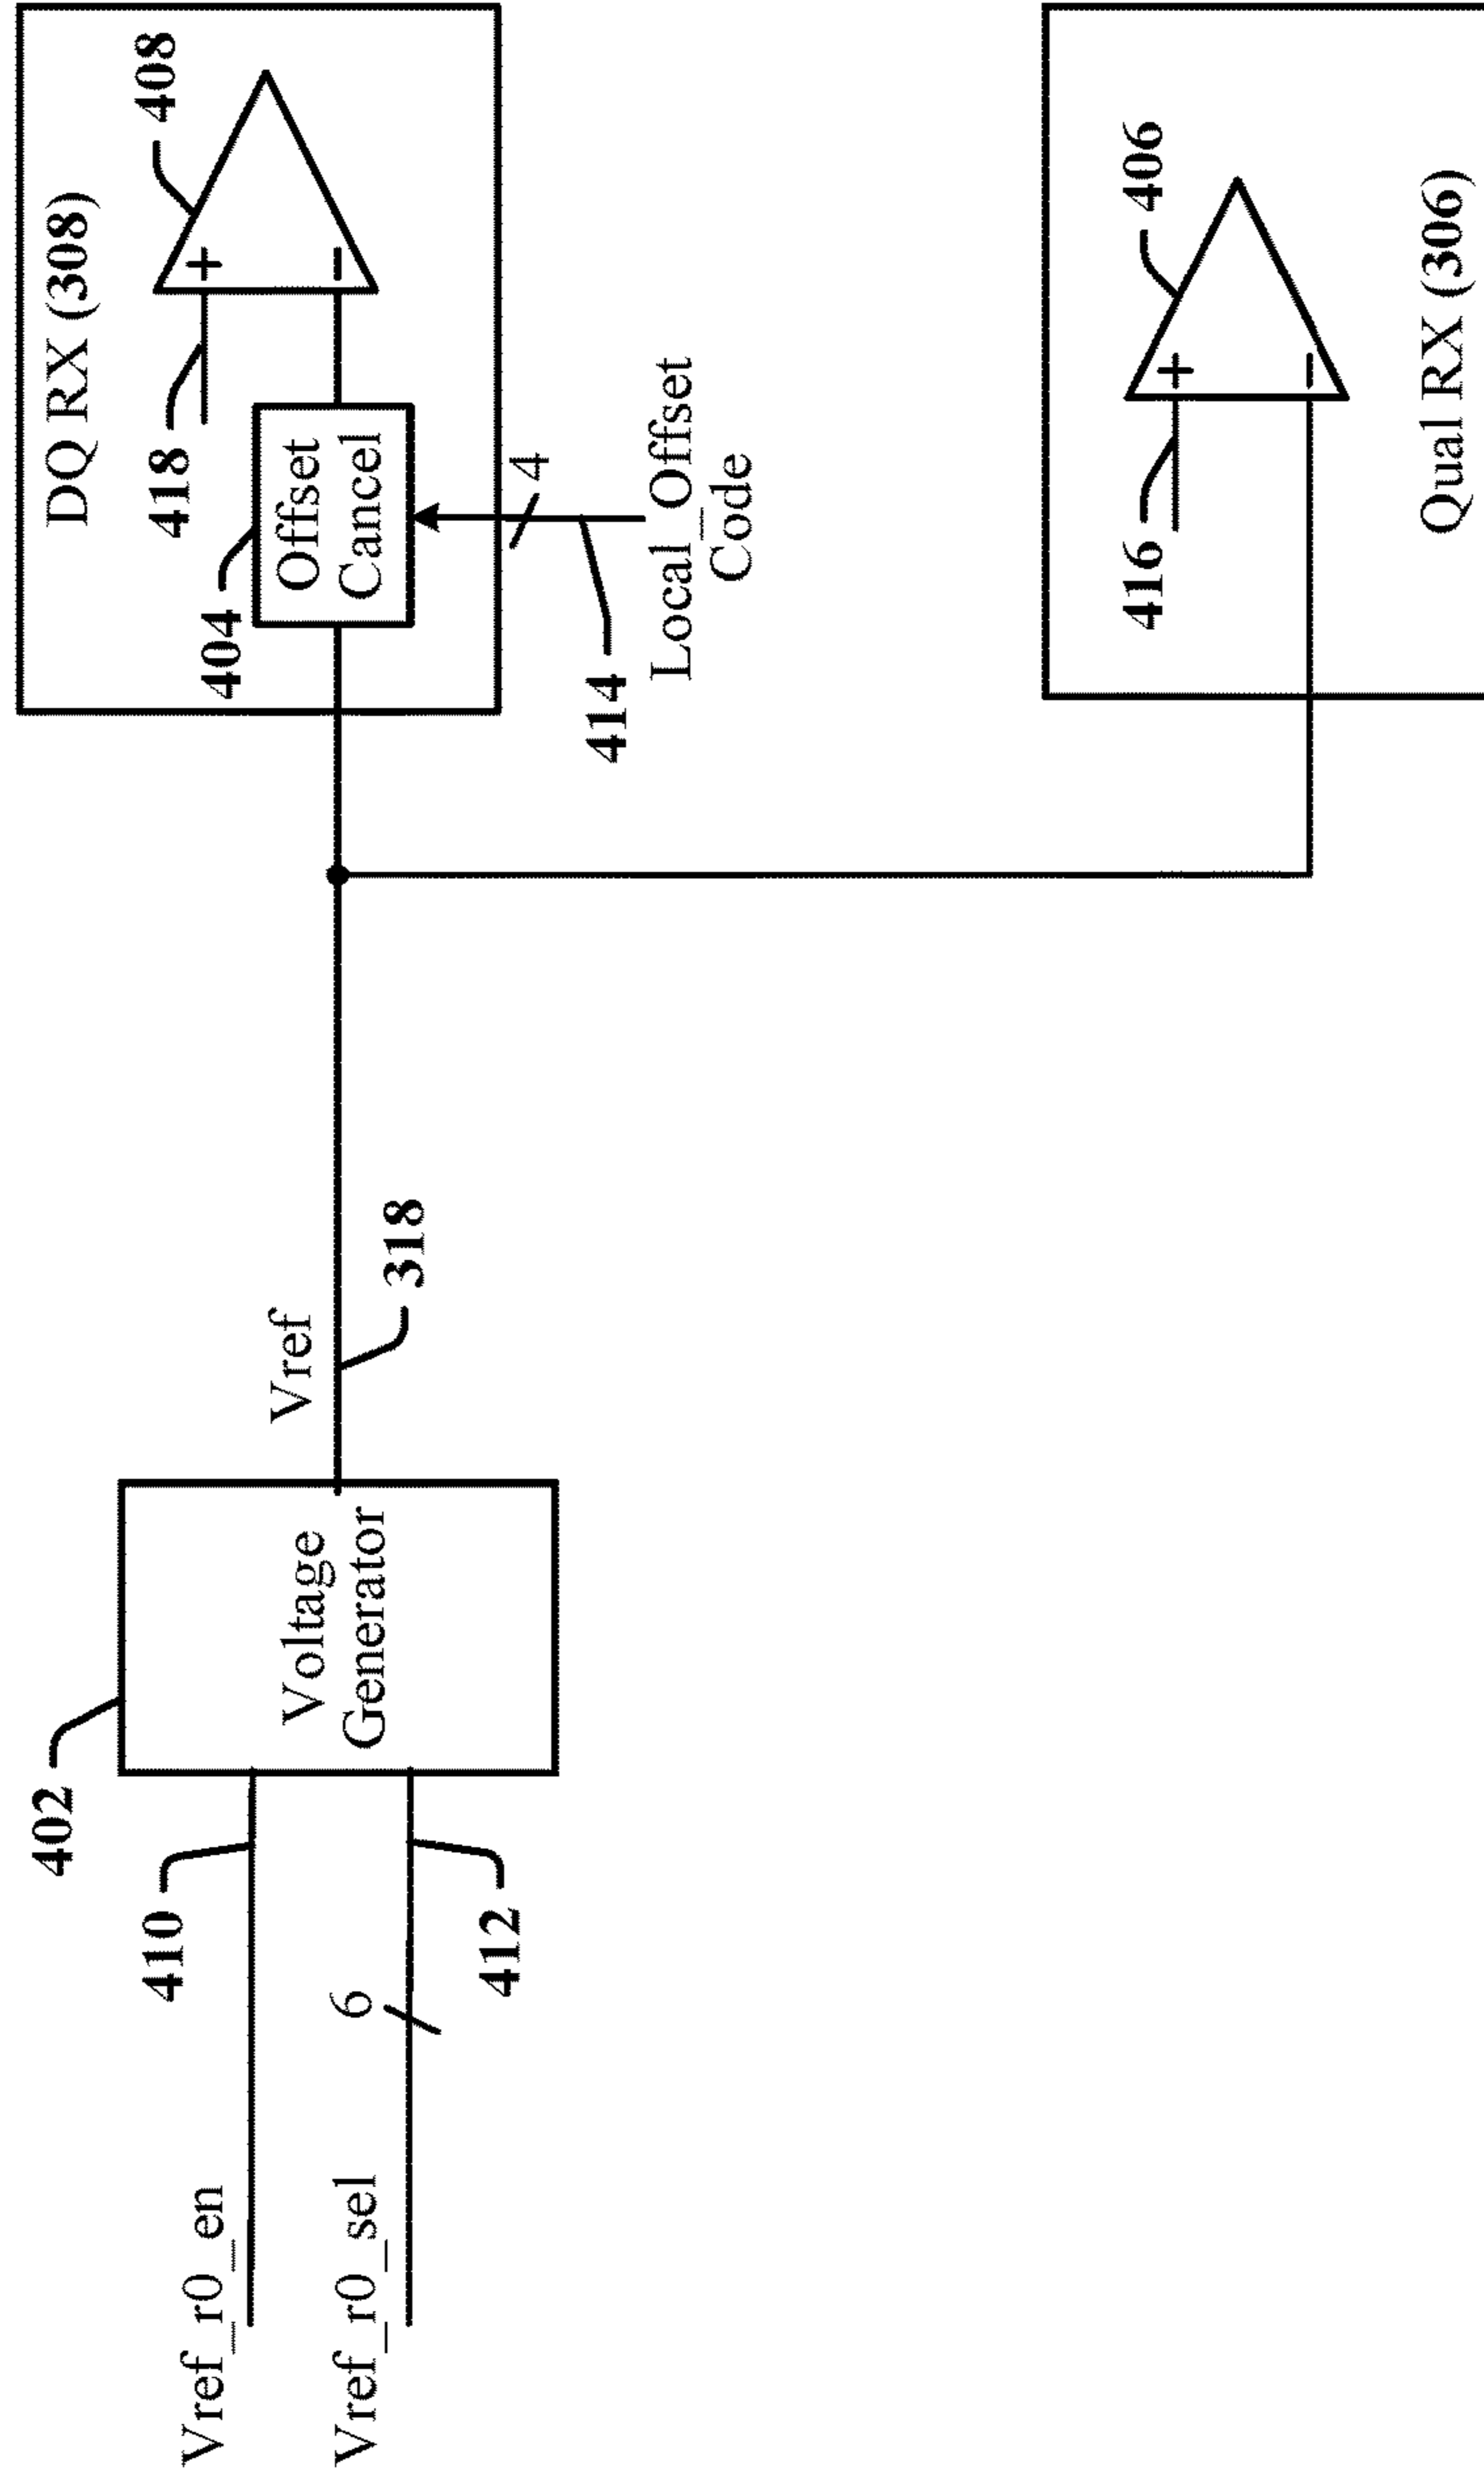 Vref_r0_en
410
Vref_r0_sel
6
412
402
Voltage
Generator
Vref
318
DQ RX (308)
404
Offset
Cancel
418
+
−
408
4
414
Local_Offset
Code
416
+
−
406
Qual RX (306)